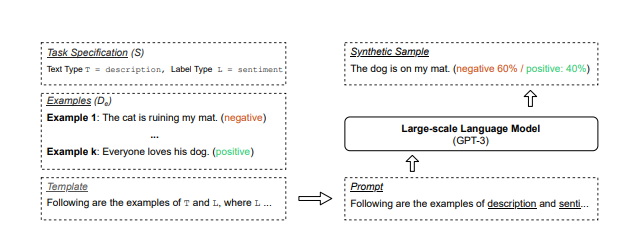 Task Specification (S)
Text Type T = description, Label Type L = sentiment
Examples (De)
Example 1: The cat is ruining my mat. (negative)
...
Example k: Everyone loves his dog. (positive)
Template
Following are the examples of T and L, where L ...
Synthetic Sample
The dog is on my mat. (negative 60% / positive: 40%)
Large-scale Language Model
(GPT-3)
Prompt
Following are the examples of description and senti...